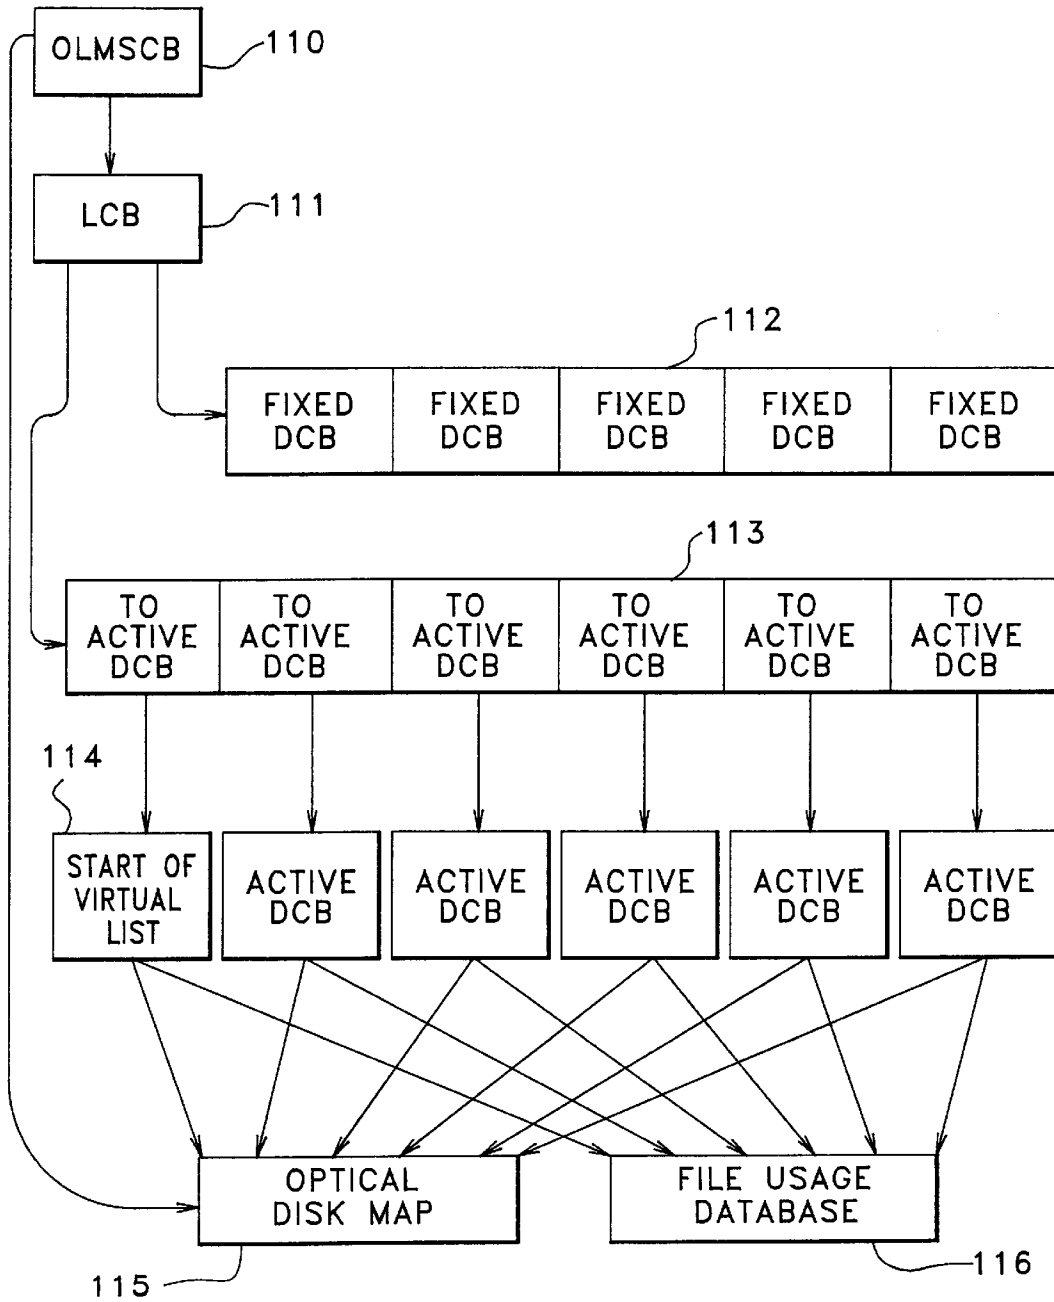 OLMSCB
110
LCB
111
112
FIXED DCB
FIXED DCB
FIXED DCB
FIXED DCB
FIXED DCB
113
TO ACTIVE DCB
TO ACTIVE DCB
TO ACTIVE DCB
TO ACTIVE DCB
TO ACTIVE DCB
TO ACTIVE DCB
114
START OF
VIRTUAL
LIST
ACTIVE DCB
ACTIVE DCB
ACTIVE DCB
ACTIVE DCB
ACTIVE DCB
OPTICAL
DISK MAP
FILE USAGE
DATABASE
115
116